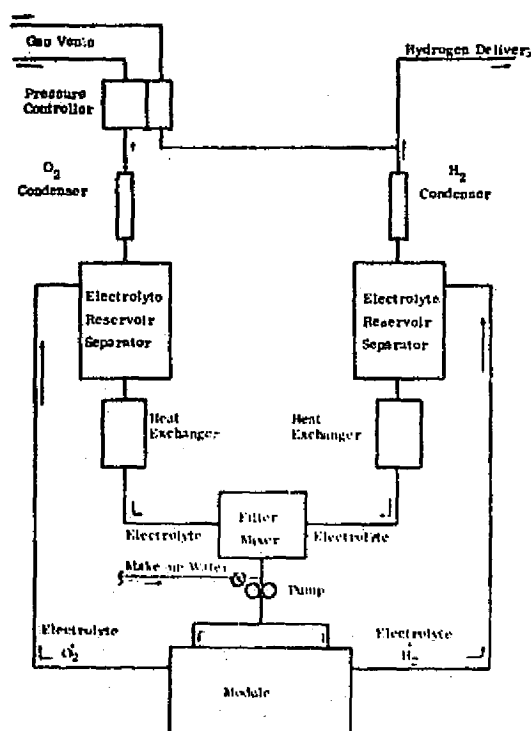 Gas Vents
Hydrogen Delivery
Pressure
Controller
O2
Condenser
H2
Condenser
Electrolyte
Reservoir
Separator
Electrolyte
Reservoir
Separator
Heat
Exchanger
Heat
Exchanger
Filter
Mixer
Electrolyte
Electrolyte
Make-up Water
Pump
Electrolyte
+
O2
Electrolyte
+
H2
Module